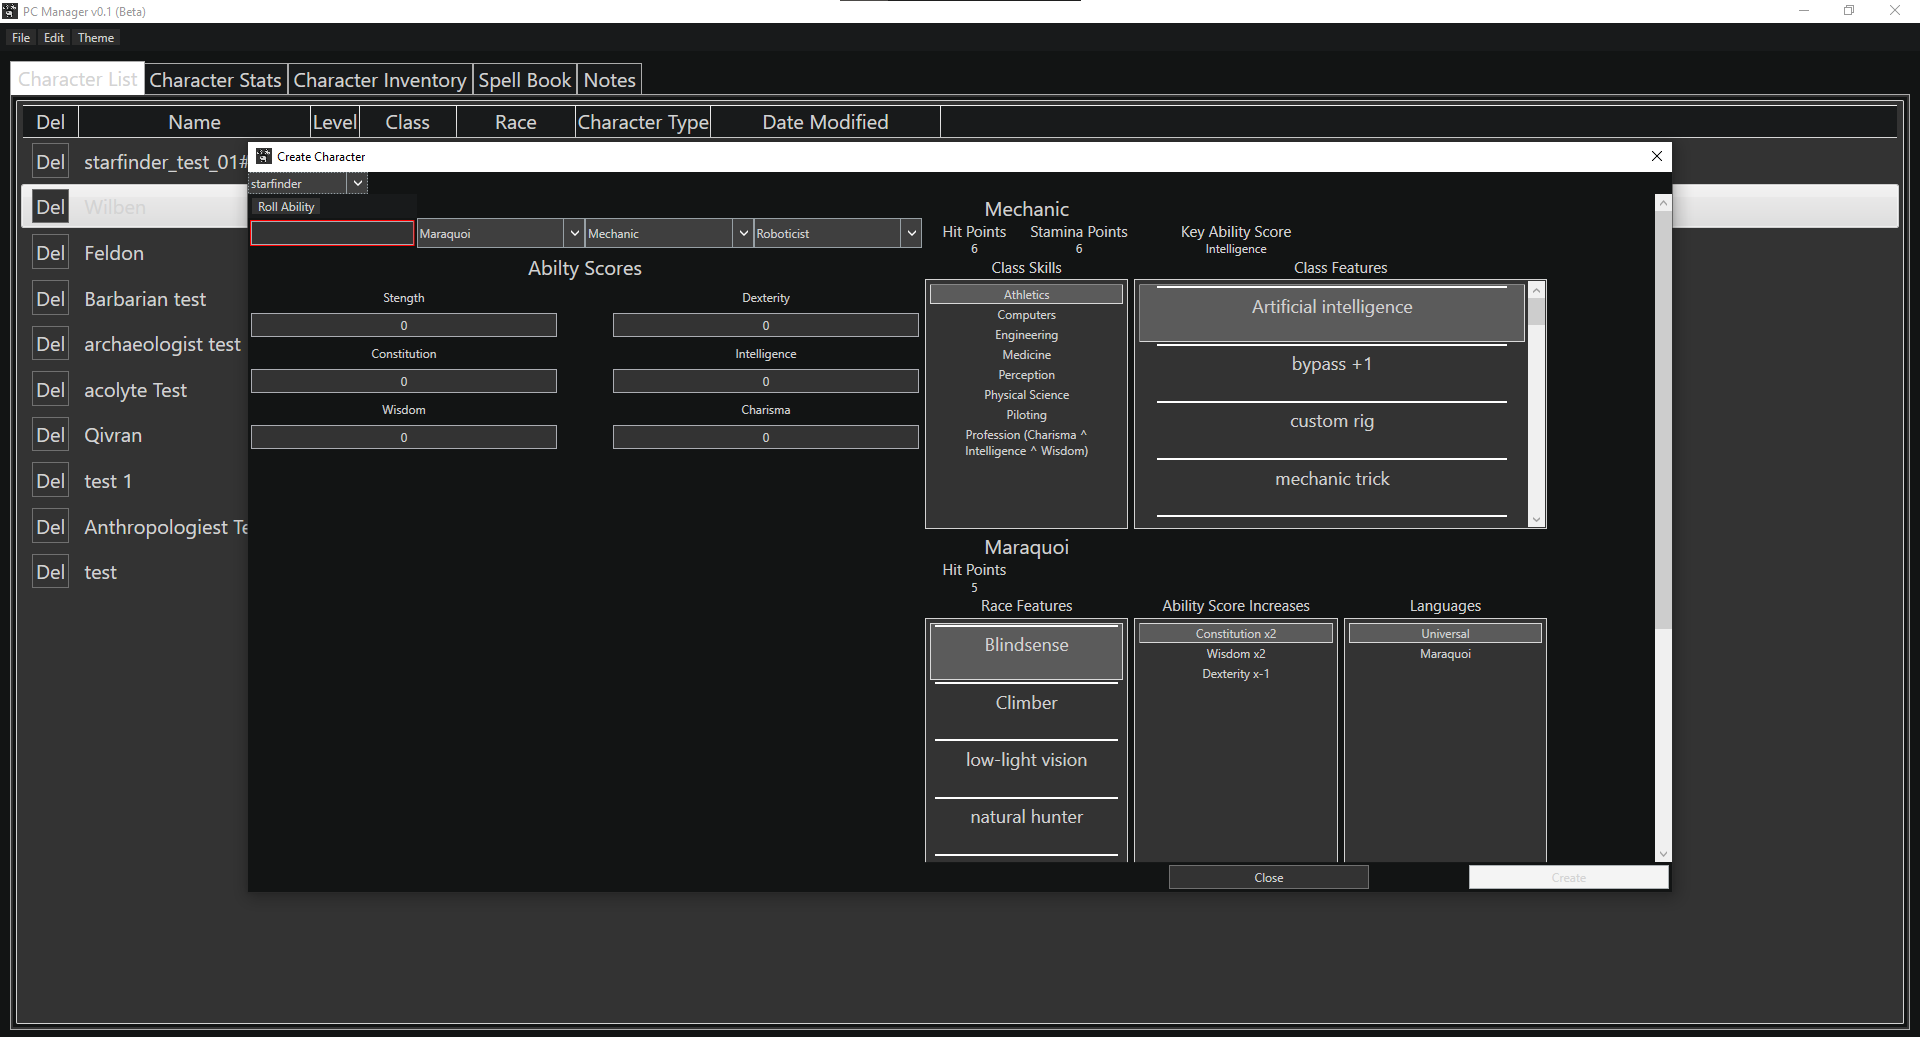 PC Manager v0.1 (Beta)
File Edit Theme
Character List Character Stats Character Inventory Spell Book Notes
Del Name Level Class Race Character Type Date Modified
Del starfinder_test_01#
Del Wilben
Del Feldon
Del Barbarian test
Del archaeologist test
Del acolyte Test
Del Qivran
Del test 1
Del Anthropologiest Te
Del test
Create Character
starfinder
Roll Ability
Maraquoi Mechanic Roboticist
Abilty Scores
Stength Dexterity
0 0
Constitution Intelligence
0 0
Wisdom Charisma
0 0
Mechanic
Hit Points Stamina Points Key Ability Score
6 6 Intelligence
Class Skills Class Features
Athletics
Computers
Engineering
Medicine
Perception
Physical Science
Piloting
Profession (Charisma ^
Intelligence ^ Wisdom)
Artificial intelligence
bypass +1
custom rig
mechanic trick
Maraquoi
Hit Points
5
Race Features Ability Score Increases Languages
Blindsense
Climber
low-light vision
natural hunter
Constitution x2
Wisdom x2
Dexterity x-1
Universal
Maraquoi
Close Create